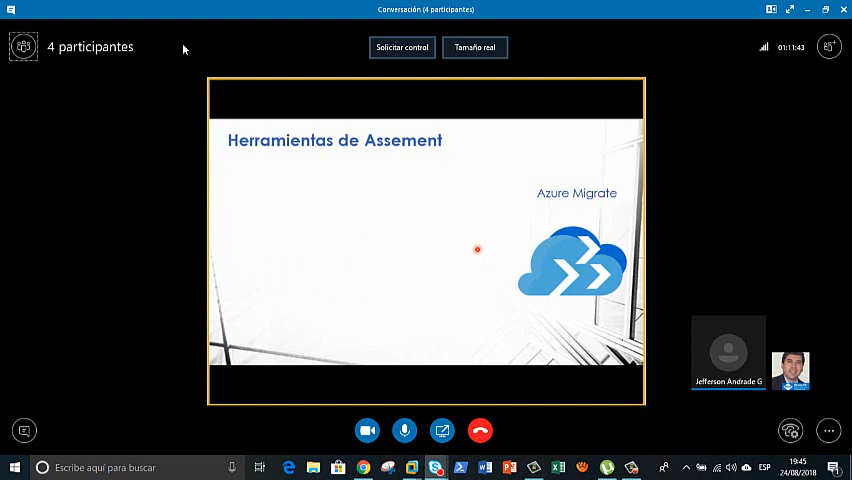 Conversación (4 participantes)
4 participantes
Solicitar control
Tamaño real
01:11:43
Herramientas de Assement
Azure Migrate
Jefferson Andrade G
Escribe aquí para buscar
ESP
19:45
24/08/2018